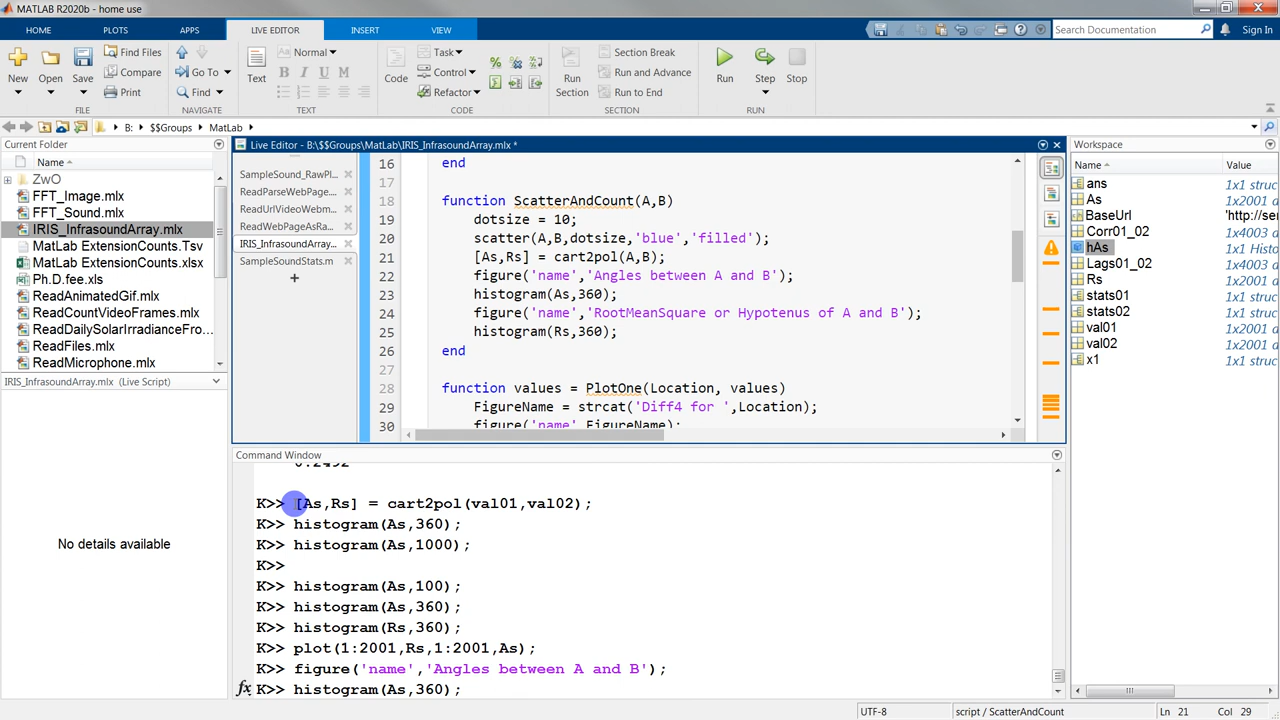 MATLAB R2020b - home use
HOME
PLOTS
APPS
LIVE EDITOR
INSERT
VIEW
Search Documentation
Sign In
New
Open
Save
Find Files
Compare
Print
FILE
Go To
Find
NAVIGATE
Text
Normal
B I U M
TEXT
Code
Task
Control
Refactor
CODE
Run Section
Section Break
Run and Advance
Run to End
SECTION
Run
Step
Stop
RUN
B: ▸ $$Groups ▸ MatLab ▸
Current Folder
Name
ZwO
FFT_Image.mlx
FFT_Sound.mlx
IRIS_InfrasoundArray.mlx
MatLab ExtensionCounts.Tsv
MatLab ExtensionCounts.xlsx
Ph.D.fee.xls
ReadAnimatedGif.mlx
ReadCountVideoFrames.mlx
ReadDailySolarIrradianceFro...
ReadFiles.mlx
ReadMicrophone.mlx
IRIS_InfrasoundArray.mlx (Live Script)
No details available
Live Editor - B:\$$Groups\MatLab\IRIS_InfrasoundArray.mlx *
SampleSound_RawPl...
ReadParseWebPage...
ReadUrlVideoWebm...
ReadWebPageAsRa...
IRIS_InfrasoundArray...
SampleSoundStats.m
16 end
17
18 function ScatterAndCount(A,B)
19 dotsize = 10;
20 scatter(A,B,dotsize,'blue','filled');
21 [As,Rs] = cart2pol(A,B);
22 figure('name','Angles between A and B');
23 histogram(As,360);
24 figure('name','RootMeanSquare or Hypotenus of A and B');
25 histogram(Rs,360);
26 end
27
28 function values = PlotOne(Location, values)
29 FigureName = strcat('Diff4 for ',Location);
30 figure('name',FigureName);
Command Window
0.2492
K>> [As,Rs] = cart2pol(val01,val02);
K>> histogram(As,360);
K>> histogram(As,1000);
K>>
K>> histogram(As,100);
K>> histogram(As,360);
K>> histogram(Rs,360);
K>> plot(1:2001,Rs,1:2001,As);
K>> figure('name','Angles between A and B');
fx K>> histogram(As,360);
Workspace
Name Value
ans 1x1 struct
As 1x2001 d
BaseUrl 'http://se
Corr01_02 1x4003 d
hAs 1x1 Histo
Lags01_02 1x4003 d
Rs 1x2001 d
stats01 1x1 struct
stats02 1x1 struct
val01 1x2001 d
val02 1x2001 d
x1 1x1 struct
UTF-8
script / ScatterAndCount
Ln 21 Col 29